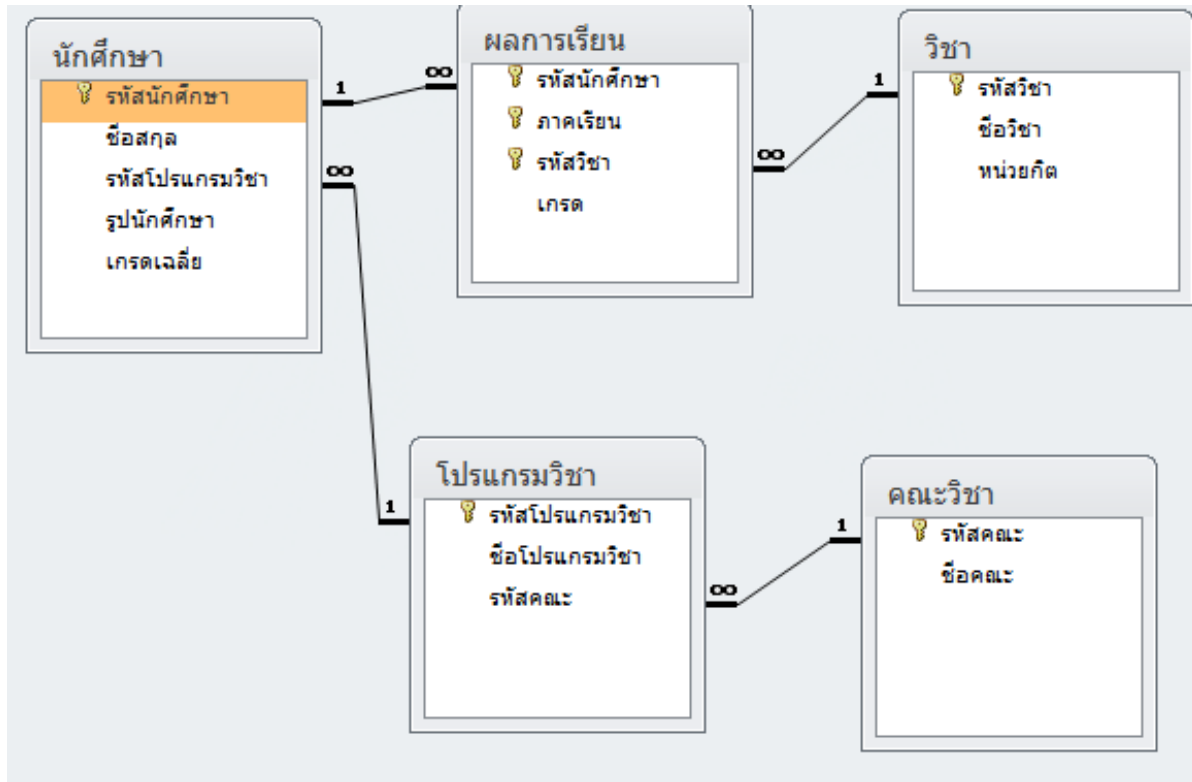 นักศึกษา
รหัสนักศึกษา
ชื่อสกุล
รหัสโปรแกรมวิชา
รูปนักศึกษา
เกรดเฉลี่ย
1
∞
∞
1
ผลการเรียน
รหัสนักศึกษา
ภาคเรียน
รหัสวิชา
เกรด
∞
1
วิชา
รหัสวิชา
ชื่อวิชา
หน่วยกิต
โปรแกรมวิชา
รหัสโปรแกรมวิชา
ชื่อโปรแกรมวิชา
รหัสคณะ
∞
1
คณะวิชา
รหัสคณะ
ชื่อคณะ